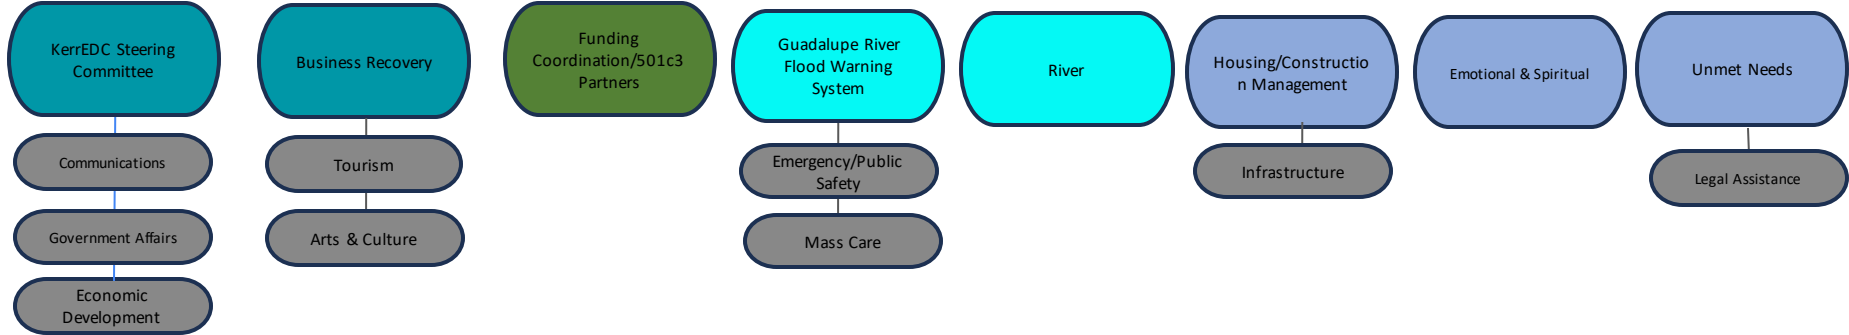 KerrEDC Steering
Committee
Communications
Government Affairs
Economic
Development
Business Recovery
Tourism
Arts & Culture
Funding
Coordination/501c3
Partners
Guadalupe River
Flood Warning
System
Emergency/Public
Safety
Mass Care
River
Housing/Constructio
n Management
Infrastructure
Emotional & Spiritual
Unmet Needs
Legal Assistance